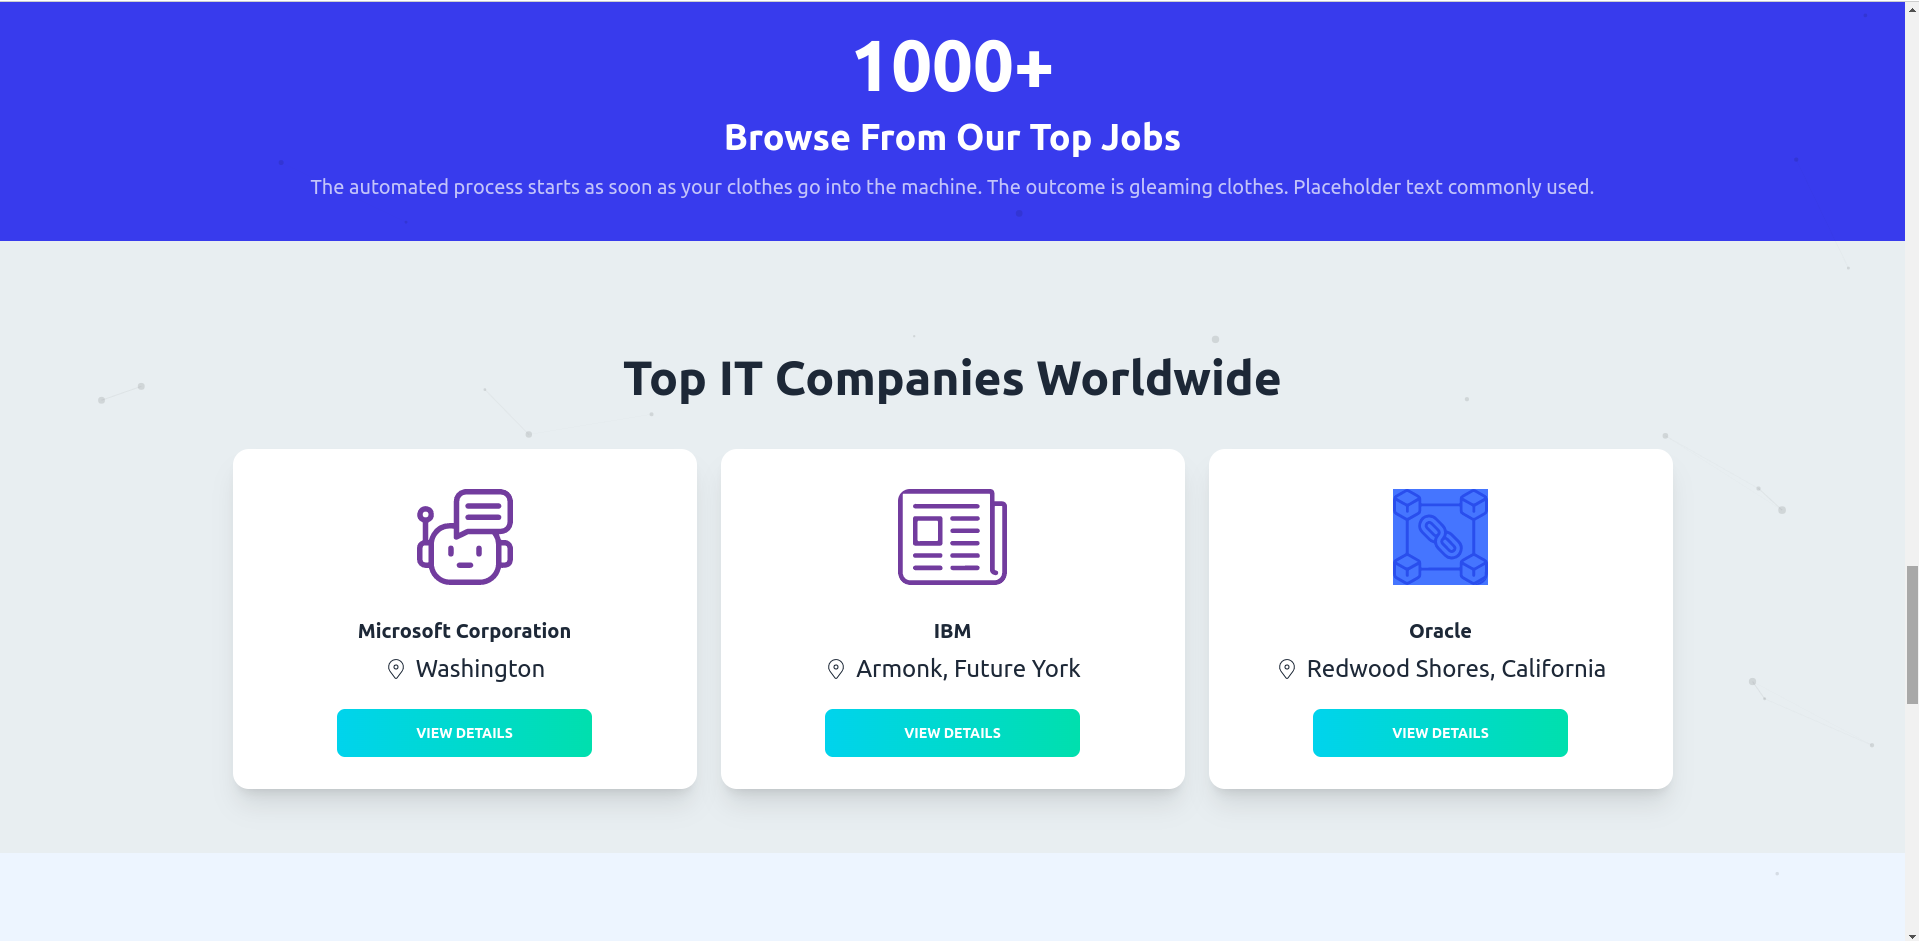 1000+
Browse From Our Top Jobs
The automated process starts as soon as your clothes go into the machine. The outcome is gleaming clothes. Placeholder text commonly used.
Top IT Companies Worldwide
Microsoft Corporation
Washington
VIEW DETAILS
IBM
Armonk, Future York
VIEW DETAILS
Oracle
Redwood Shores, California
VIEW DETAILS